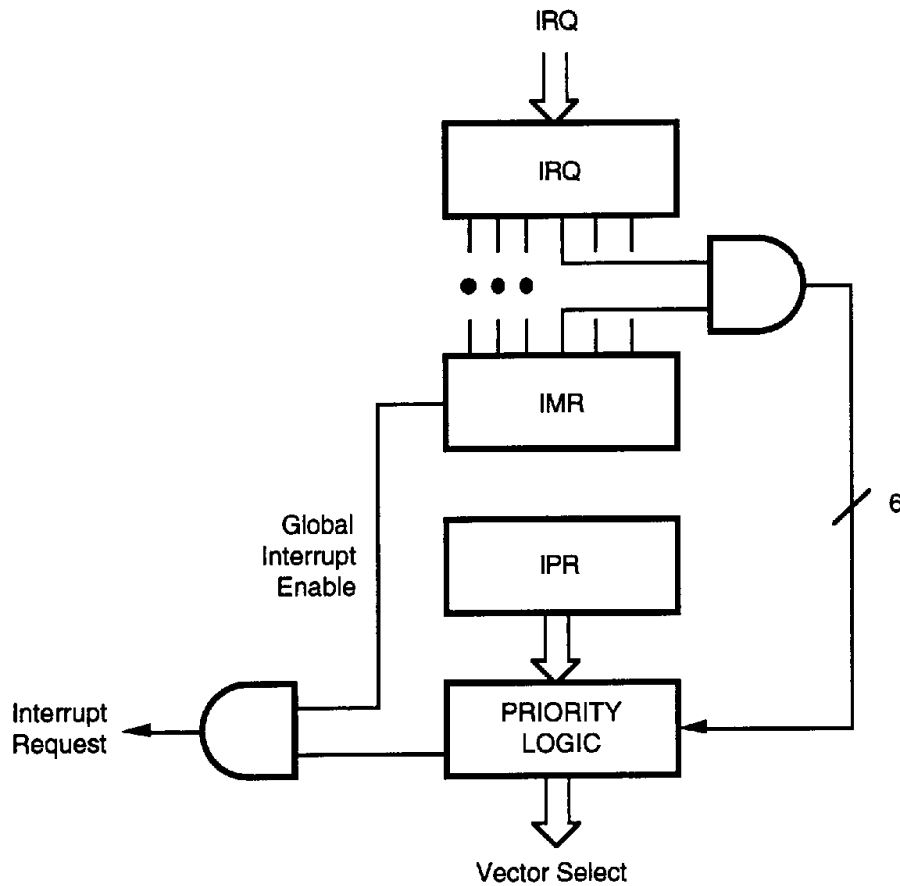 IRQ
IRQ
IMR
6
Global
Interrupt
Enable
IPR
Interrupt
Request
PRIORITY
LOGIC
Vector Select